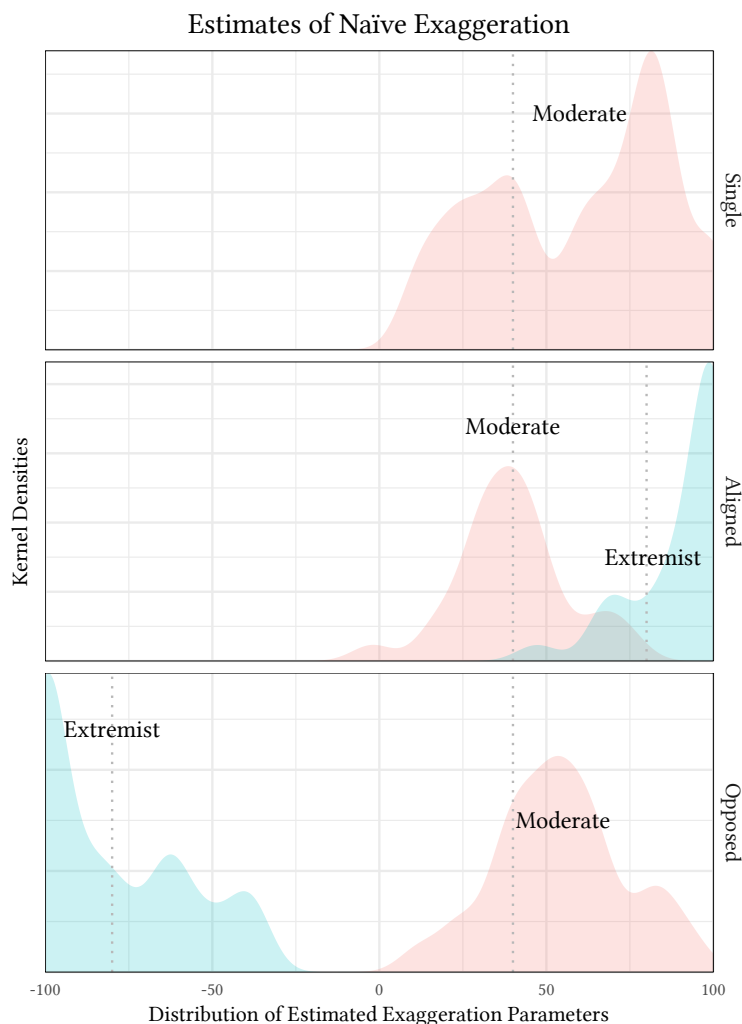 Estimates of Naïve Exaggeration
Moderate
Single
Moderate
Extremist
Aligned
Kernel Densities
Extremist
Moderate
Opposed
-100 -50 0 50 100
Distribution of Estimated Exaggeration Parameters